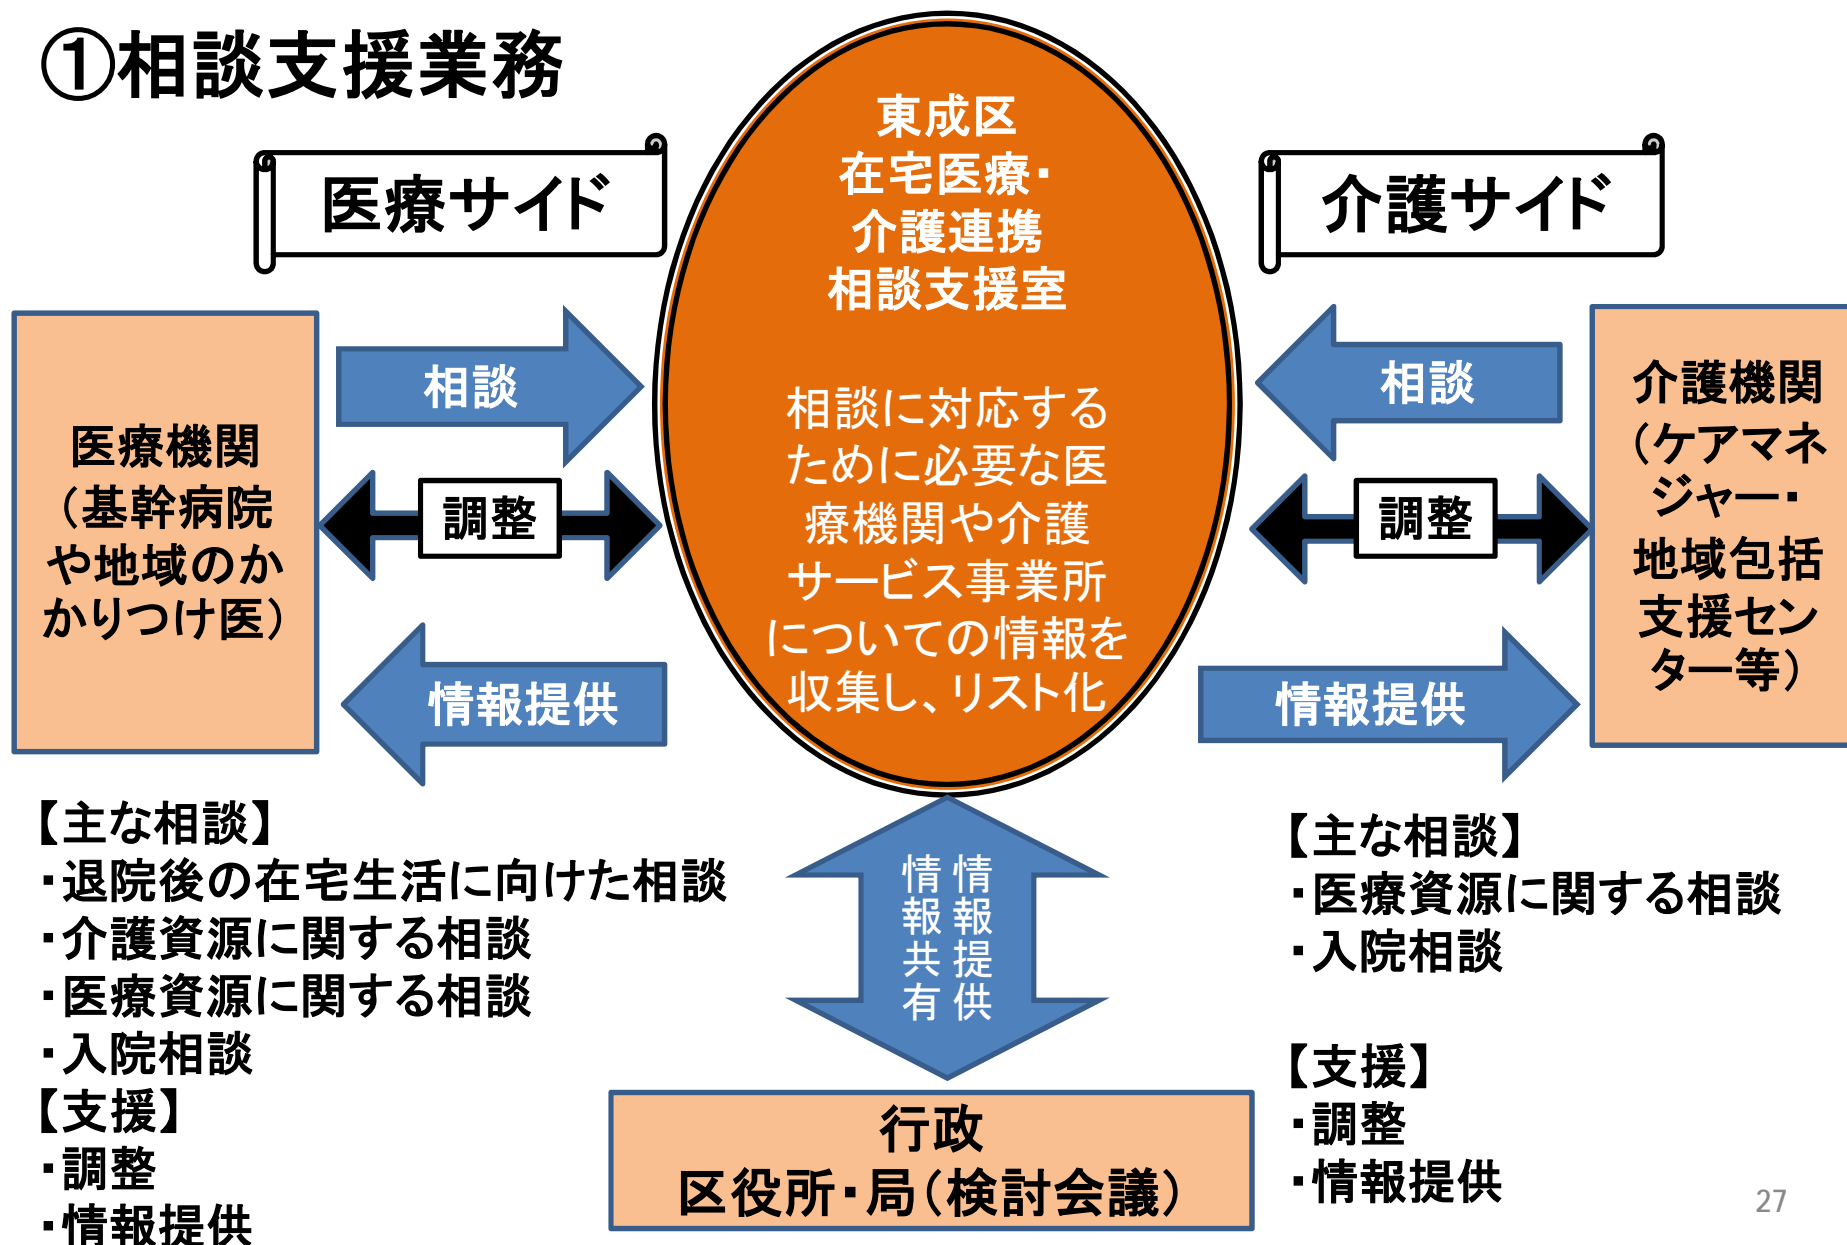 ①相談支援業務
医療サイド
東成区
在宅医療・
介護連携
相談支援室
相談に対応する
ために必要な医
療機関や介護
サービス事業所
についての情報を
収集し、リスト化
介護サイド
医療機関
（基幹病院
や地域のか
かりつけ医）
相談
調整
情報提供
相談
調整
情報提供
介護機関
（ケアマネ
ジャー・
地域包括
支援セン
ター等）
【主な相談】
・退院後の在宅生活に向けた相談
・介護資源に関する相談
・医療資源に関する相談
・入院相談
【支援】
・調整
・情報提供
情報提供
情報共有
行政
区役所・局（検討会議）
【主な相談】
・医療資源に関する相談
・入院相談
【支援】
・調整
・情報提供
27